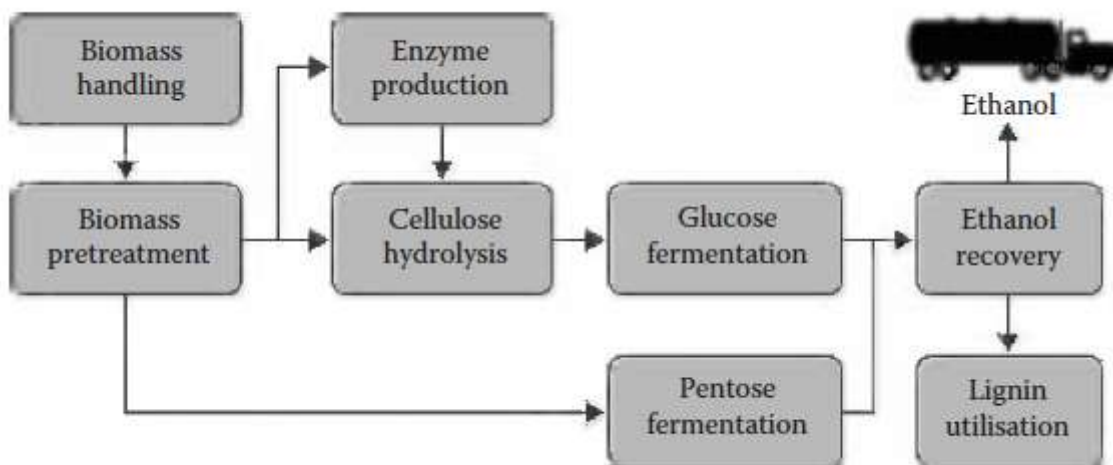 Biomass
handling
Enzyme
production
Ethanol
Biomass
pretreatment
Cellulose
hydrolysis
Glucose
fermentation
Ethanol
recovery
Pentose
fermentation
Lignin
utilisation